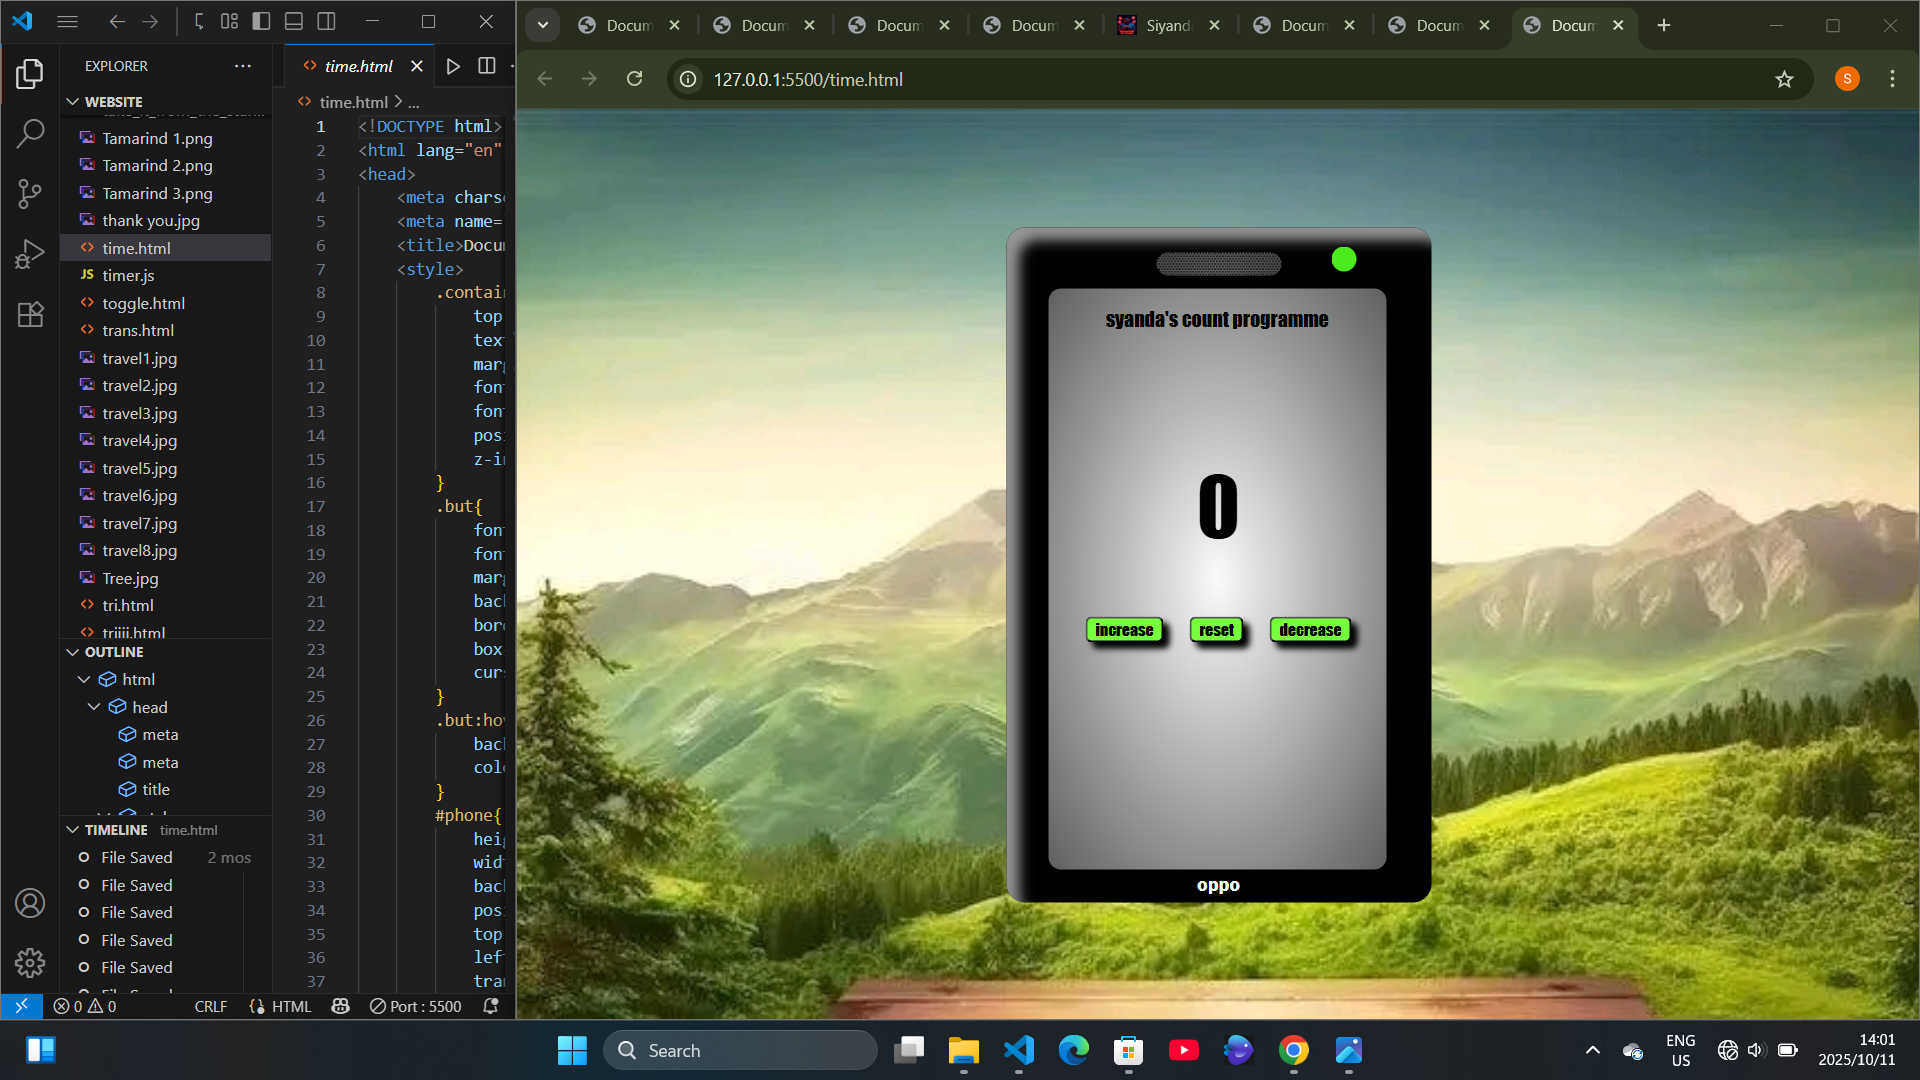 EXPLORER
WEBSITE
Tamarind 1.png
Tamarind 2.png
Tamarind 3.png
thank you.jpg
time.html
JS timer.js
toggle.html
trans.html
travel1.jpg
travel2.jpg
travel3.jpg
travel4.jpg
travel5.jpg
travel6.jpg
travel7.jpg
travel8.jpg
Tree.jpg
tri.html
triiii.html
OUTLINE
html
head
meta
meta
title
TIMELINE time.html
File Saved 2 mos
File Saved
File Saved
File Saved
File Saved
File Saved
time.html
time.html > ...
1 <!DOCTYPE html>
2 <html lang="en"
3 <head>
4 <meta charse
5 <meta name=
6 <title>Docum
7 <style>
8 .contain
9 top
10 tex
11 mar
12 fon
13 fon
14 pos
15 z-i
16 }
17 .but{
18 fon
19 fon
20 mar
21 bac
22 bor
23 box
24 cur
25 }
26 .but:hov
27 bac
28 col
29 }
30 #phone{
31 hei
32 wid
33 bac
34 pos
35 top
36 lef
37 tra
0 0 CRLF {} HTML Port : 5500
Docum Docum Docum Docum Siyanda Docum Docum Docum
127.0.0.1:5500/time.html
S
syanda's count programme
0
increase reset decrease
oppo
Search
ENG
US
14:01
2025/10/11